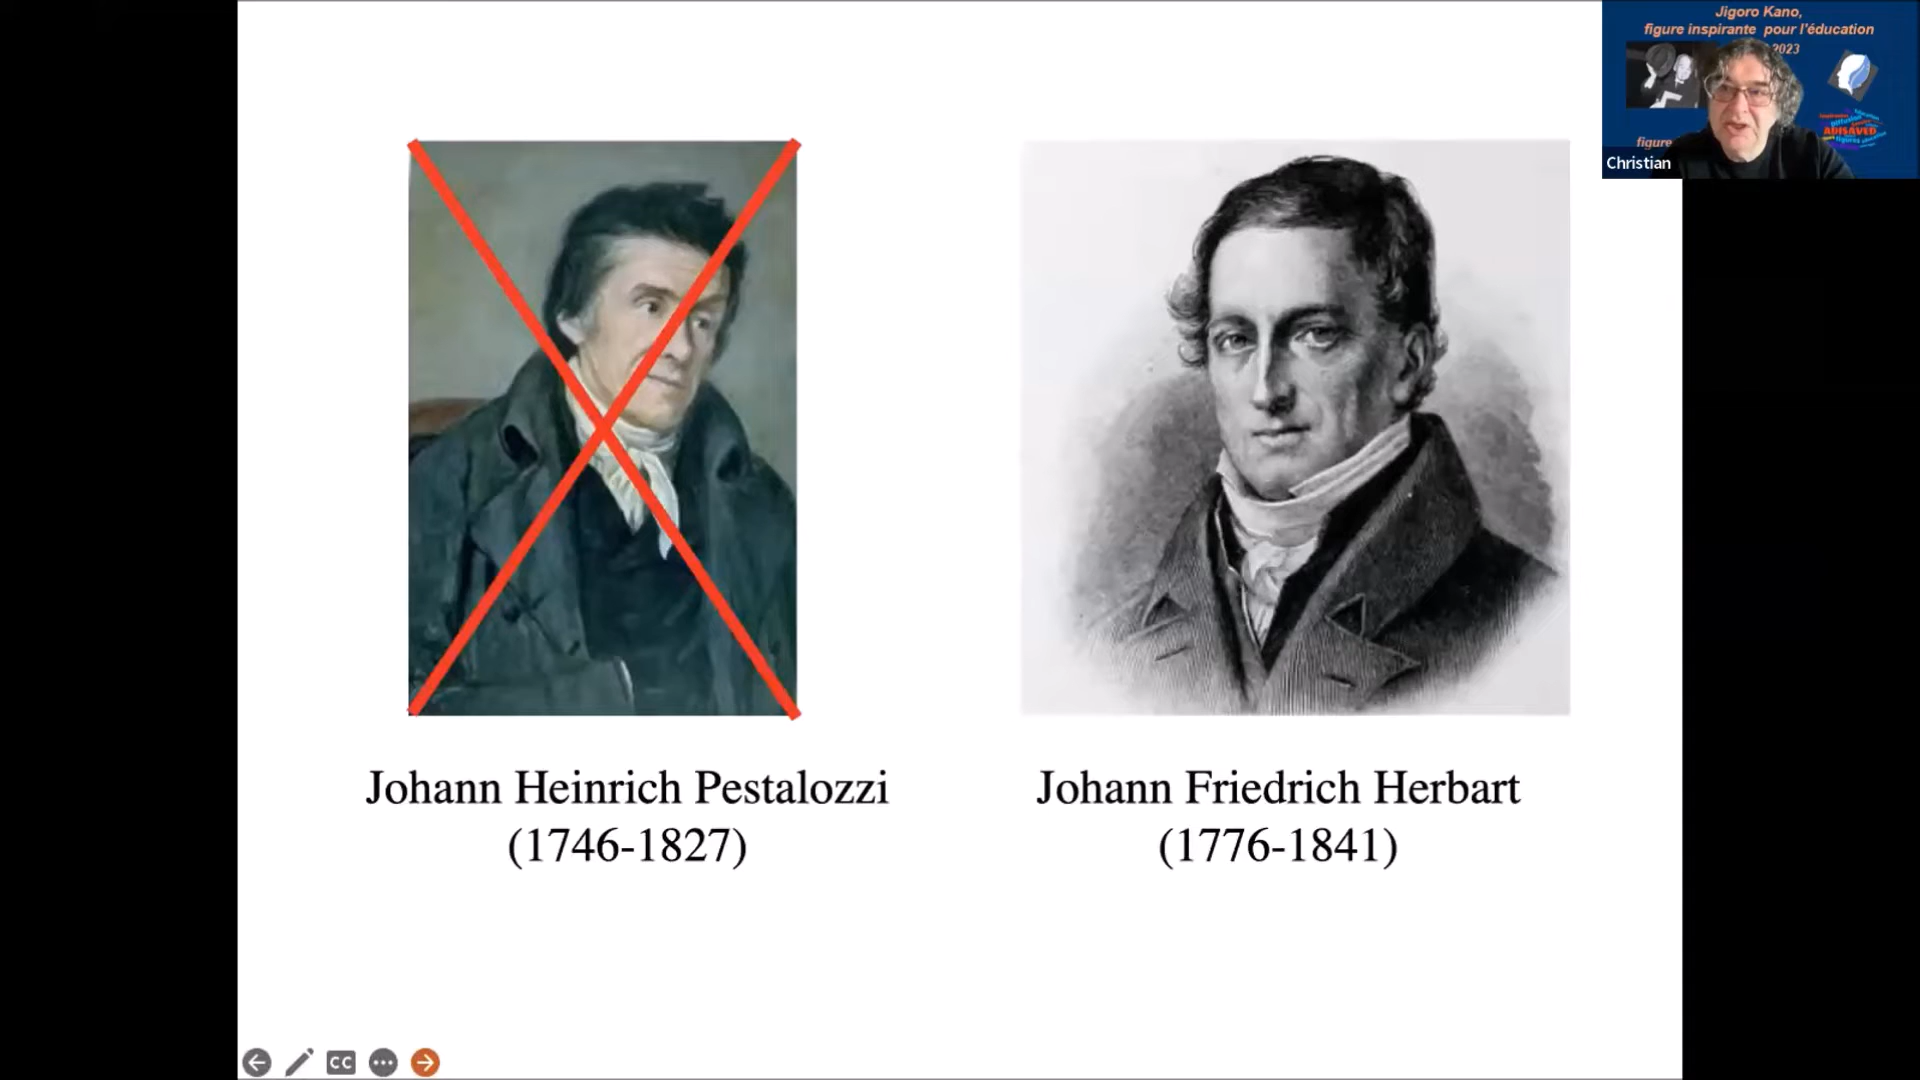 Jigoro Kano,
figure inspirante pour l'éducation
2023
figure
ADISAVED
Christian
Johann Heinrich Pestalozzi
(1746-1827)
Johann Friedrich Herbart
(1776-1841)
CC